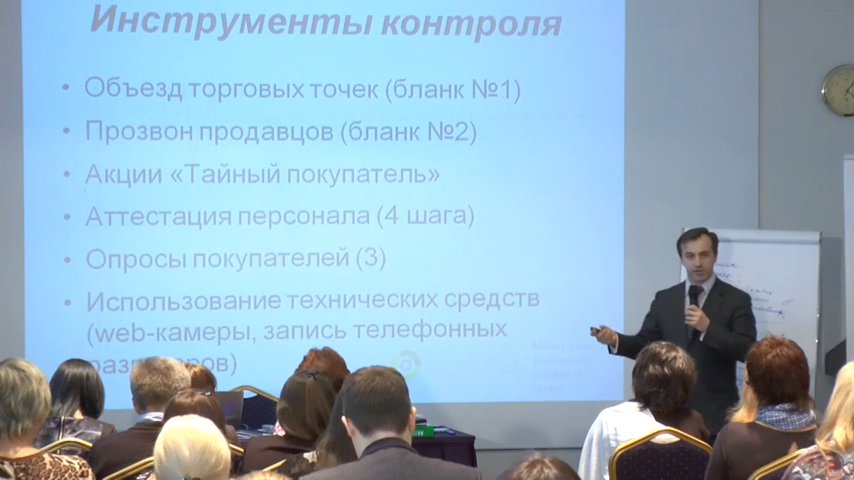 Инструменты контроля
• Объезд торговых точек (бланк №1)
• Прозвон продавцов (бланк №2)
• Акции «Тайный покупатель»
• Аттестация персонала (4 шага)
• Опросы покупателей (3)
• Использование технических средств
(web-камеры, запись телефонных
разговоров)